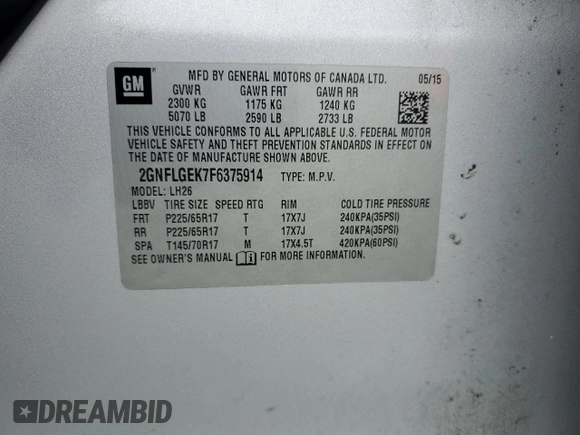 GM
MFD BY GENERAL MOTORS OF CANADA LTD. 05/15
GVWR GAWR FRT GAWR RR
2300 KG 1175 KG 1240 KG
5070 LB 2590 LB 2733 LB
THIS VEHICLE CONFORMS TO ALL APPLICABLE U.S. FEDERAL MOTOR
VEHICLE SAFETY AND THEFT PREVENTION STANDARDS IN EFFECT ON
THE DATE OF MANUFACTURE SHOWN ABOVE.
2GNFLGEK7F6375914 TYPE: M.P.V.
MODEL: LH26
LBBV TIRE SIZE SPEED RTG RIM COLD TIRE PRESSURE
FRT P225/65R17 T 17X7J 240KPA(35PSI)
RR P225/65R17 T 17X7J 240KPA(35PSI)
SPA T145/70R17 M 17X4.5T 420KPA(60PSI)
SEE OWNER'S MANUAL FOR MORE INFORMATION.
DREAMBID